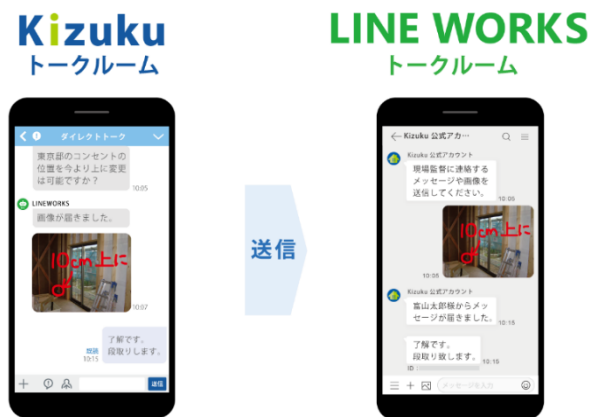 Kizuku
トークルーム
LINE WORKS
トークルーム
ダイレクトトーク
東京邸のコンセントの
位置を今より上に変更
は可能ですか？
10:05
LINEWORKS
画像が届きました。
10cm 上に
10:07
了解です。
段取りします。
既読
10:15
送信
送信
Kizuku 公式アカ…
Kizuku 公式アカウント
現場監督に連絡する
メッセージや画像を
送信してください。
10:06
10cm 上に
10:08
Kizuku 公式アカウント
富山太郎様からメッ
セージが届きました。
10:15
了解です。
段取り致します。
10:15
ID
メッセージを入力